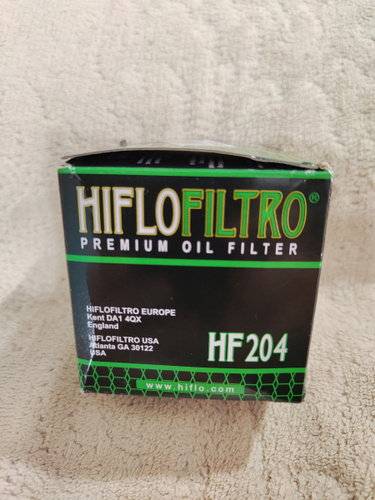 HIFLOFILTRO®
PREMIUM OIL FILTER
HIFLOFILTRO EUROPE
Kent DA1 4QX
England
HIFLOFILTRO USA
Atlanta GA 30122
USA
HF204
www.hiflo.com